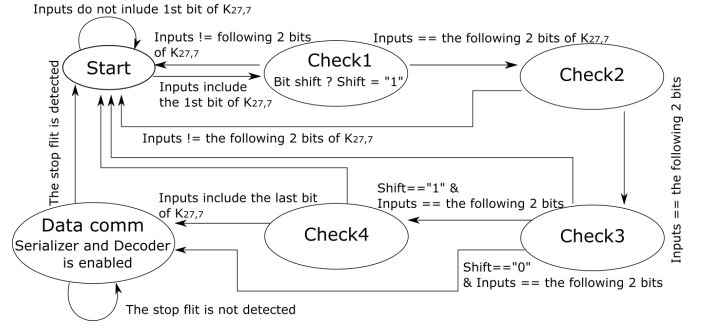 Inputs do not inlude 1st bit of K27,7
Inputs != following 2 bits
of K27,7
Inputs == the following 2 bits of K27,7
Start
Check1
Bit shift ? Shift = "1"
Check2
Inputs include
the 1st bit of K27,7
Inputs != the following 2 bits of K27,7
The stop flit is detected
Inputs == the following 2 bits
Shift=="1" &
Inputs == the following 2 bits
Inputs include the last bit
of K27,7
Data comm
Serializer and Decoder
is enabled
Check4
Check3
Shift=="0"
& Inputs == the following 2 bits
The stop flit is not detected